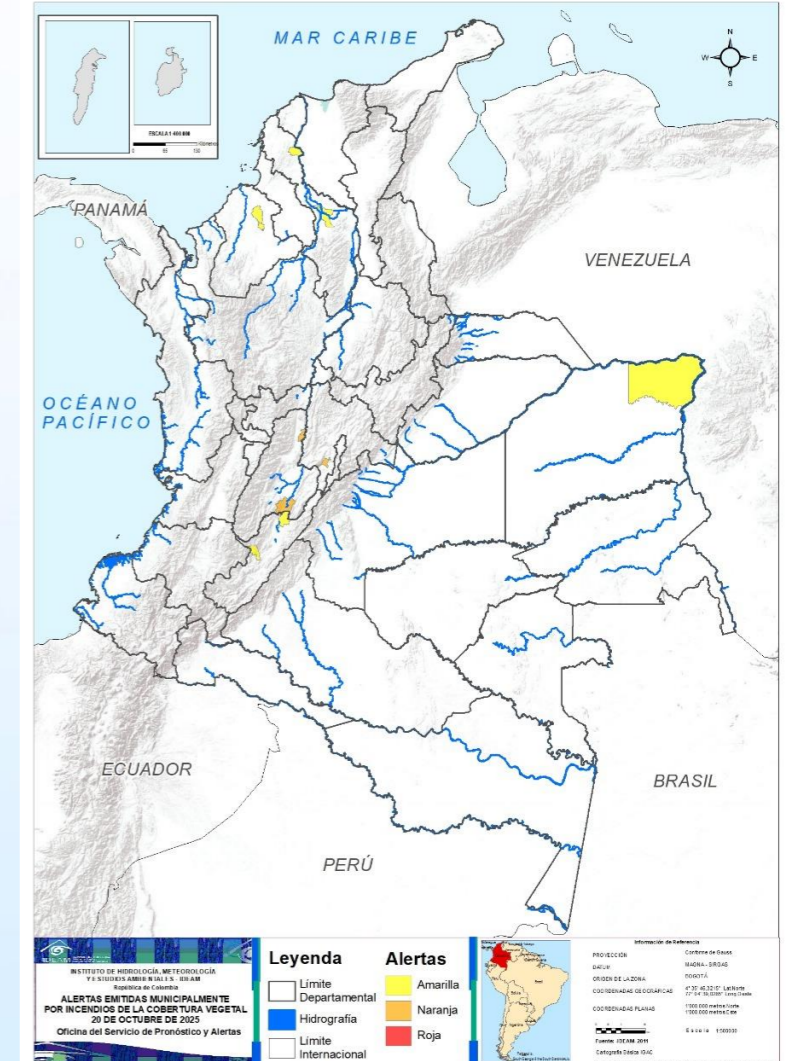 MAR CARIBE
N
W
E
S
ESCALA 1:400.000
PANAMÁ
VENEZUELA
OCÉANO
PACÍFICO
ECUADOR
BRASIL
PERÚ
INSTITUTO DE HIDROLOGÍA, METEOROLOGÍA
Y ESTUDIOS AMBIENTALES - IDEAM
República de Colombia
ALERTAS EMITIDAS MUNICIPALMENTE
POR INCENDIOS DE LA COBERTURA VEGETAL
20 DE OCTUBRE DE 2025
Oficina del Servicio de Pronóstico y Alertas
Leyenda
Límite
Departamental
Hidrografía
Límite
Internacional
Alertas
Amarilla
Naranja
Roja
Información de Referencia
PROYECCIÓN Conforme de Gauss
DATUM MAGNA - SIRGAS
ORIGEN DE LA ZONA BOGOTÁ
COORDENADAS GEOGRÁFICAS
COORDENADAS PLANAS
1'000.000 metros Norte
1'000.000 metros Este
Fuente: IDEAM. 2011
Cartografía Básica IGAC